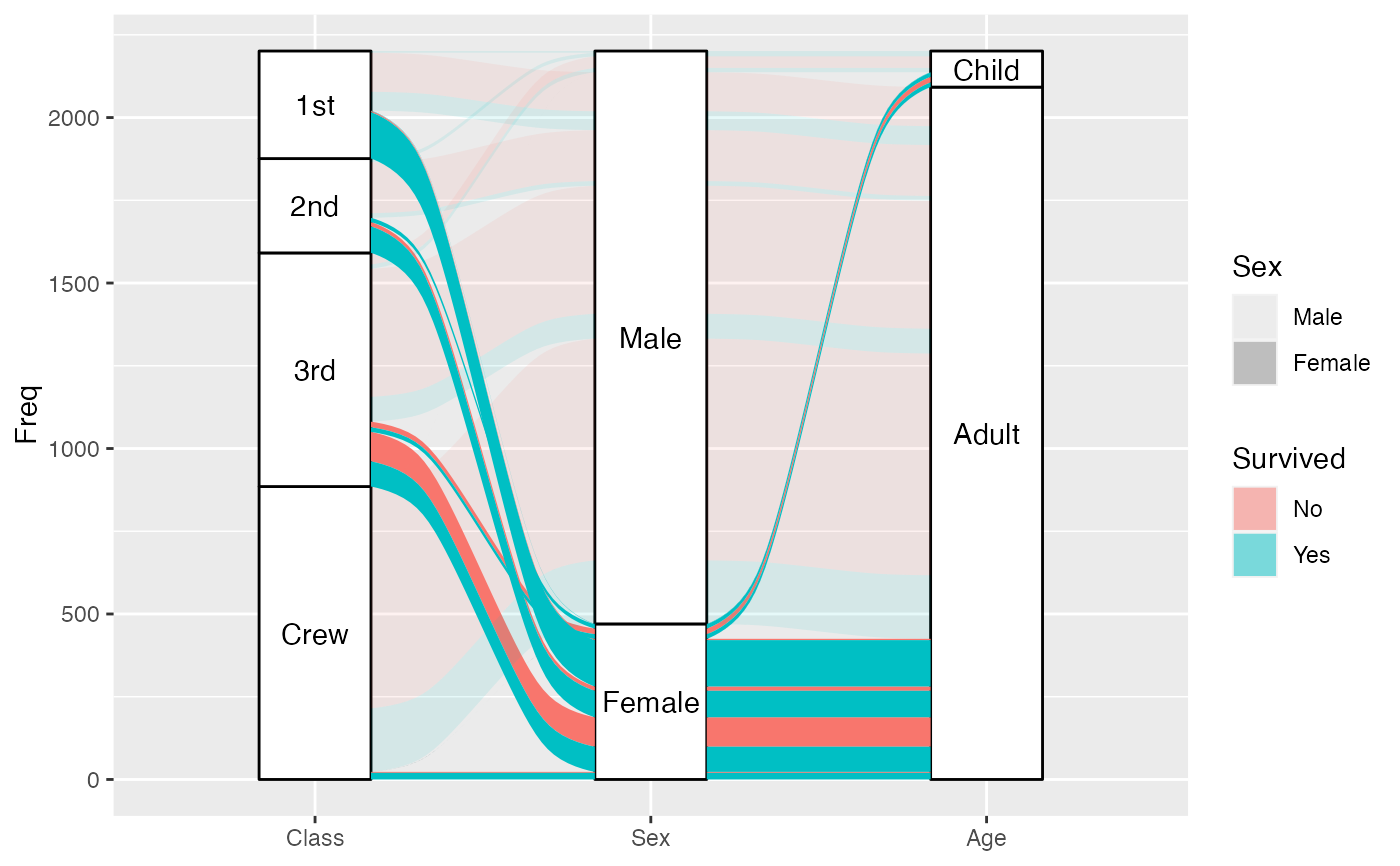 Freq
2000
1500
1000
500
0
1st
2nd
3rd
Crew
Male
Female
Child
Adult
Class
Sex
Age
Sex
Male
Female
Survived
No
Yes